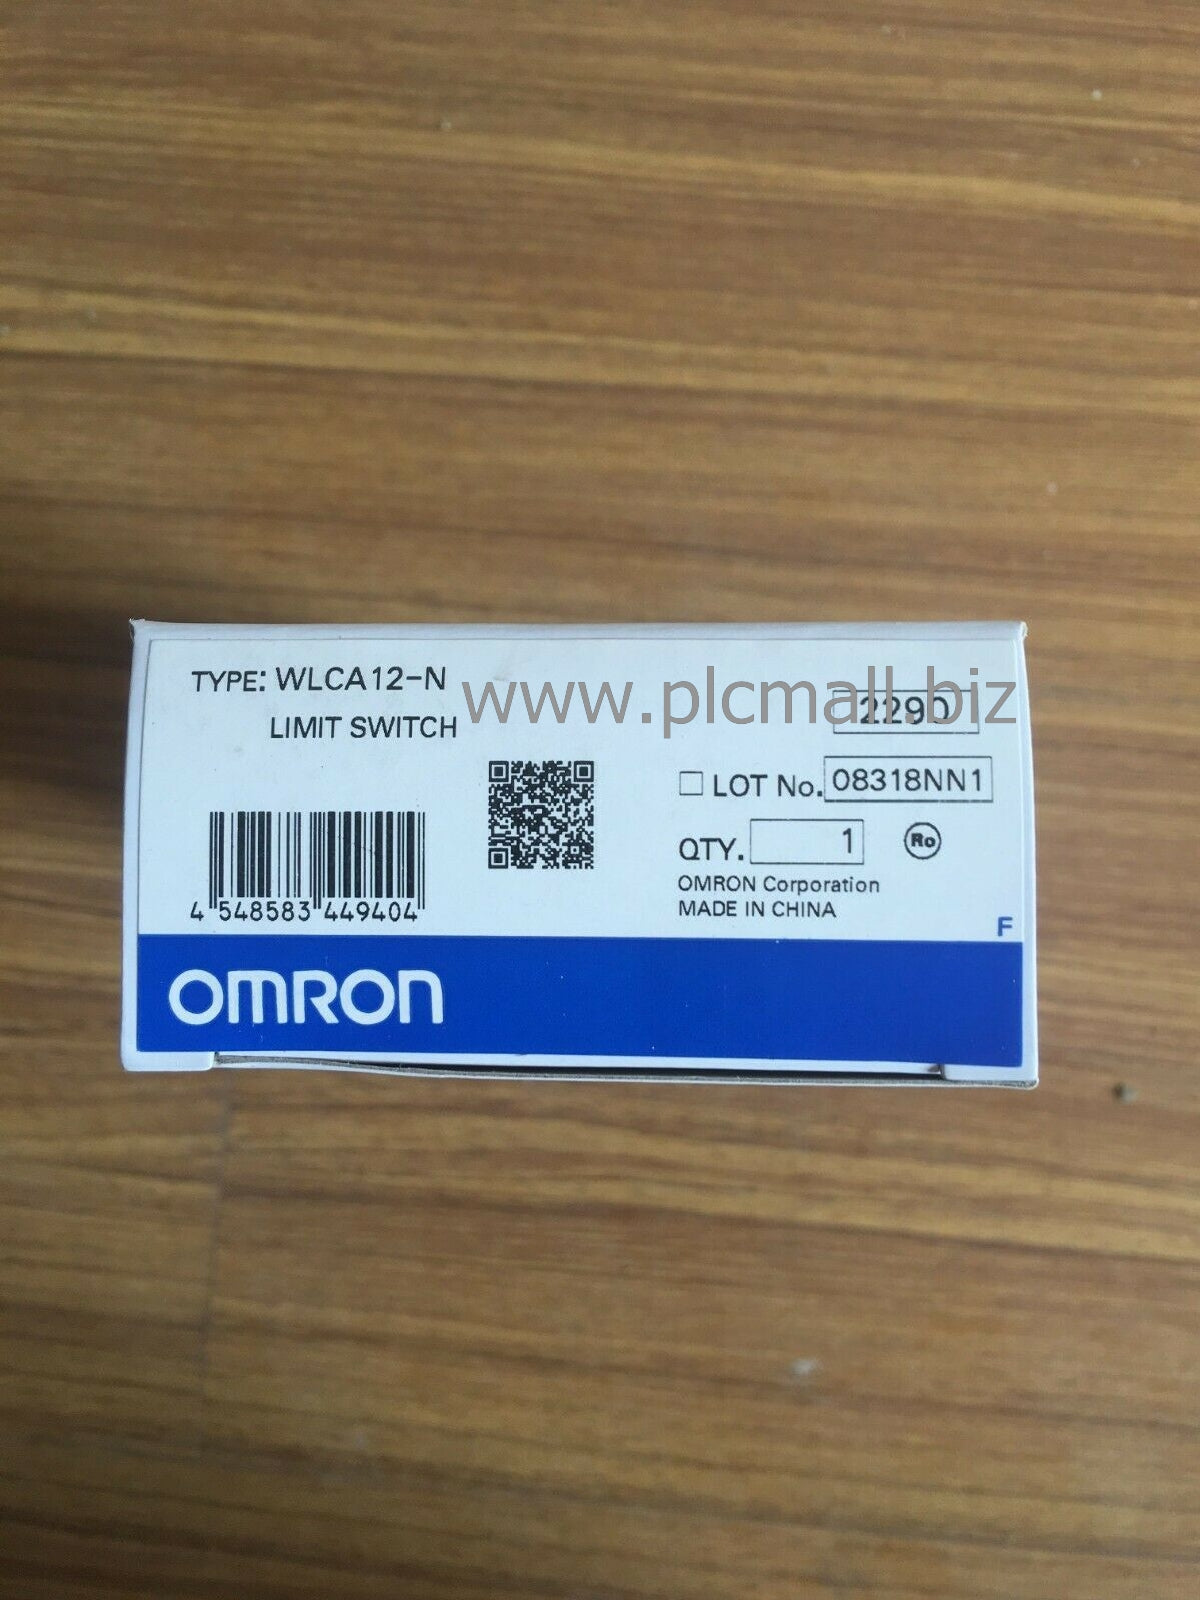 TYPE: WLCA12-N
www.plcmall.biz
2290
LIMIT SWITCH
LOT No. 08318NN1
QTY. 1
Ro
OMRON Corporation
MADE IN CHINA
4 548583 449404
F
OMRON